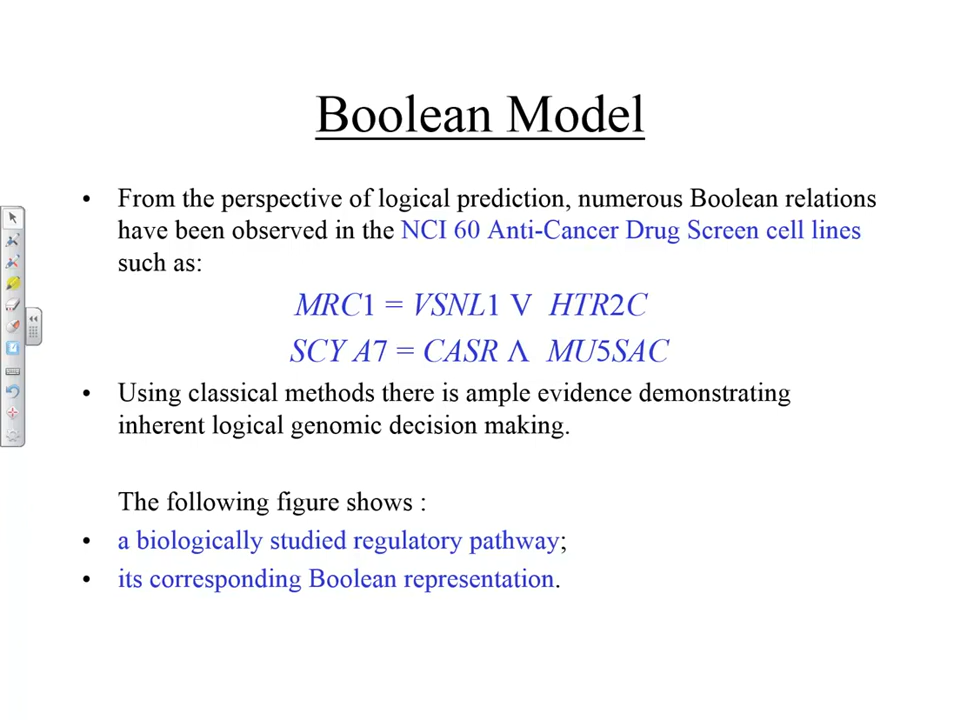 Boolean Model
• From the perspective of logical prediction, numerous Boolean relations
have been observed in the NCI 60 Anti-Cancer Drug Screen cell lines
such as:
MRC1 = VSNL1 V HTR2C
SCY A7 = CASR Λ MU5SAC
• Using classical methods there is ample evidence demonstrating
inherent logical genomic decision making.
The following figure shows :
• a biologically studied regulatory pathway;
• its corresponding Boolean representation.